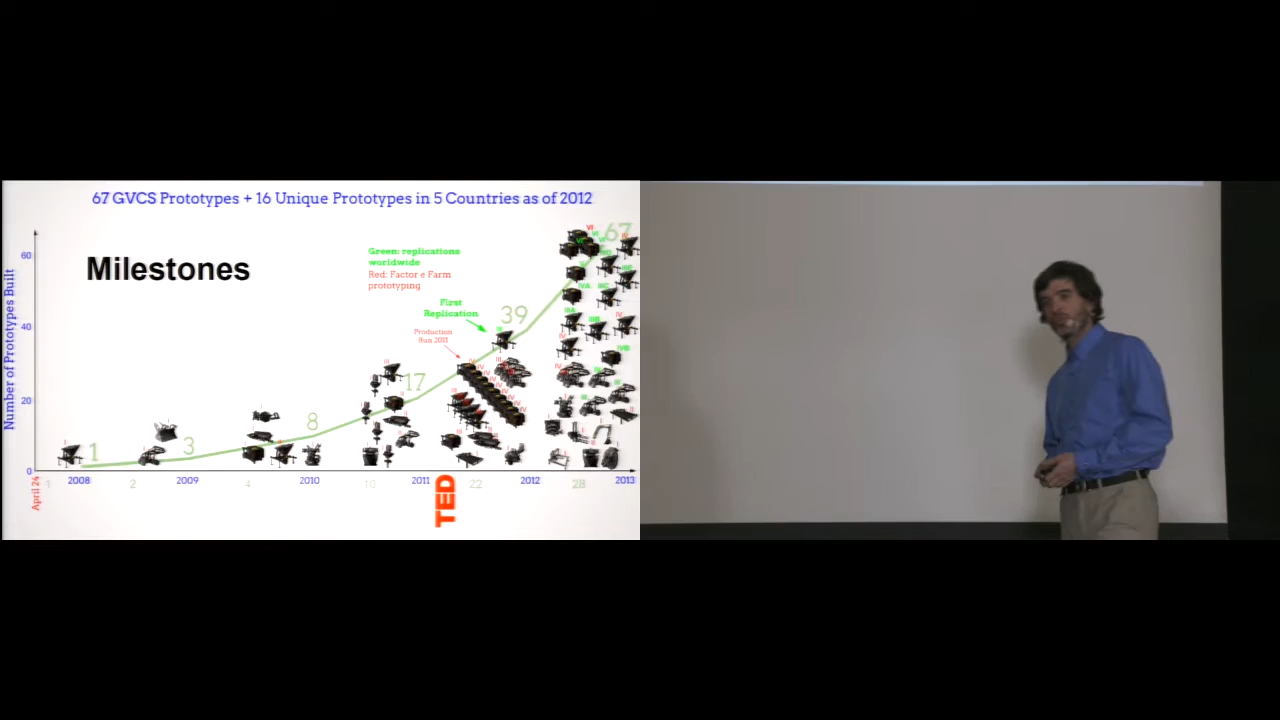 67 GVCS Prototypes + 16 Unique Prototypes in 5 Countries as of 2012
Milestones
Green: replications
worldwide
Red: Factor e Farm
prototyping
First
Replication
Production
Run 2011
Number of Prototypes Built
60
40
20
0
1
3
8
17
39
67
2008
2009
2010
2011
2012
2013
April 24
1
2
4
10
22
28
TED